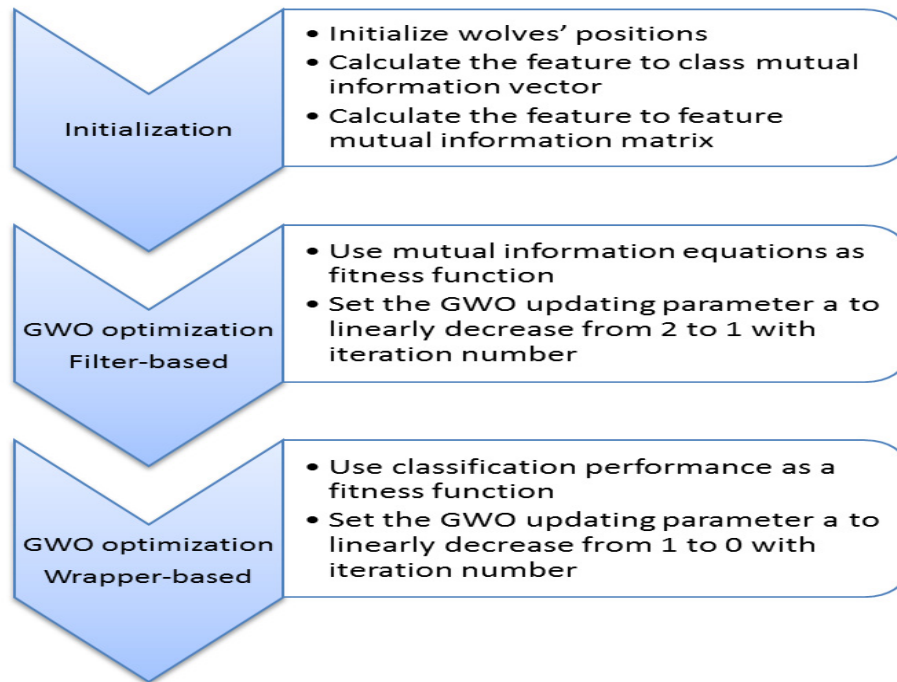 Initialization
• Initialize wolves’ positions
• Calculate the feature to class mutual
information vector
• Calculate the feature to feature
mutual information matrix
GWO optimization
Filter-based
• Use mutual information equations as
fitness function
• Set the GWO updating parameter a to
linearly decrease from 2 to 1 with
iteration number
GWO optimization
Wrapper-based
• Use classification performance as a
fitness function
• Set the GWO updating parameter a to
linearly decrease from 1 to 0 with
iteration number